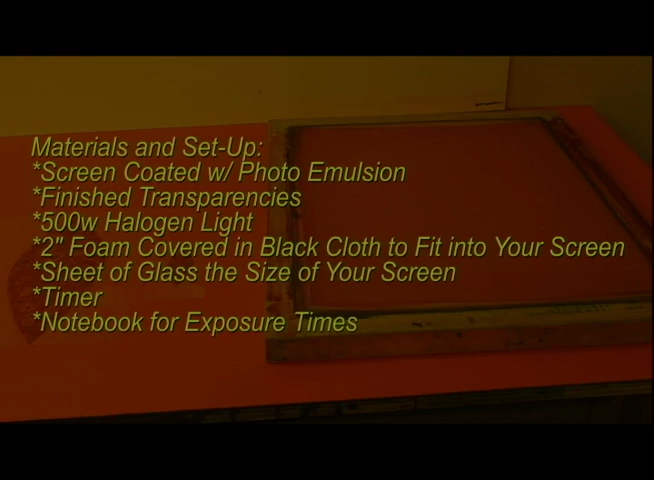 Materials and Set-Up:
*Screen Coated w/ Photo Emulsion
*Finished Transparencies
*500w Halogen Light
*2" Foam Covered in Black Cloth to Fit into Your Screen
*Sheet of Glass the Size of Your Screen
*Timer
*Notebook for Exposure Times